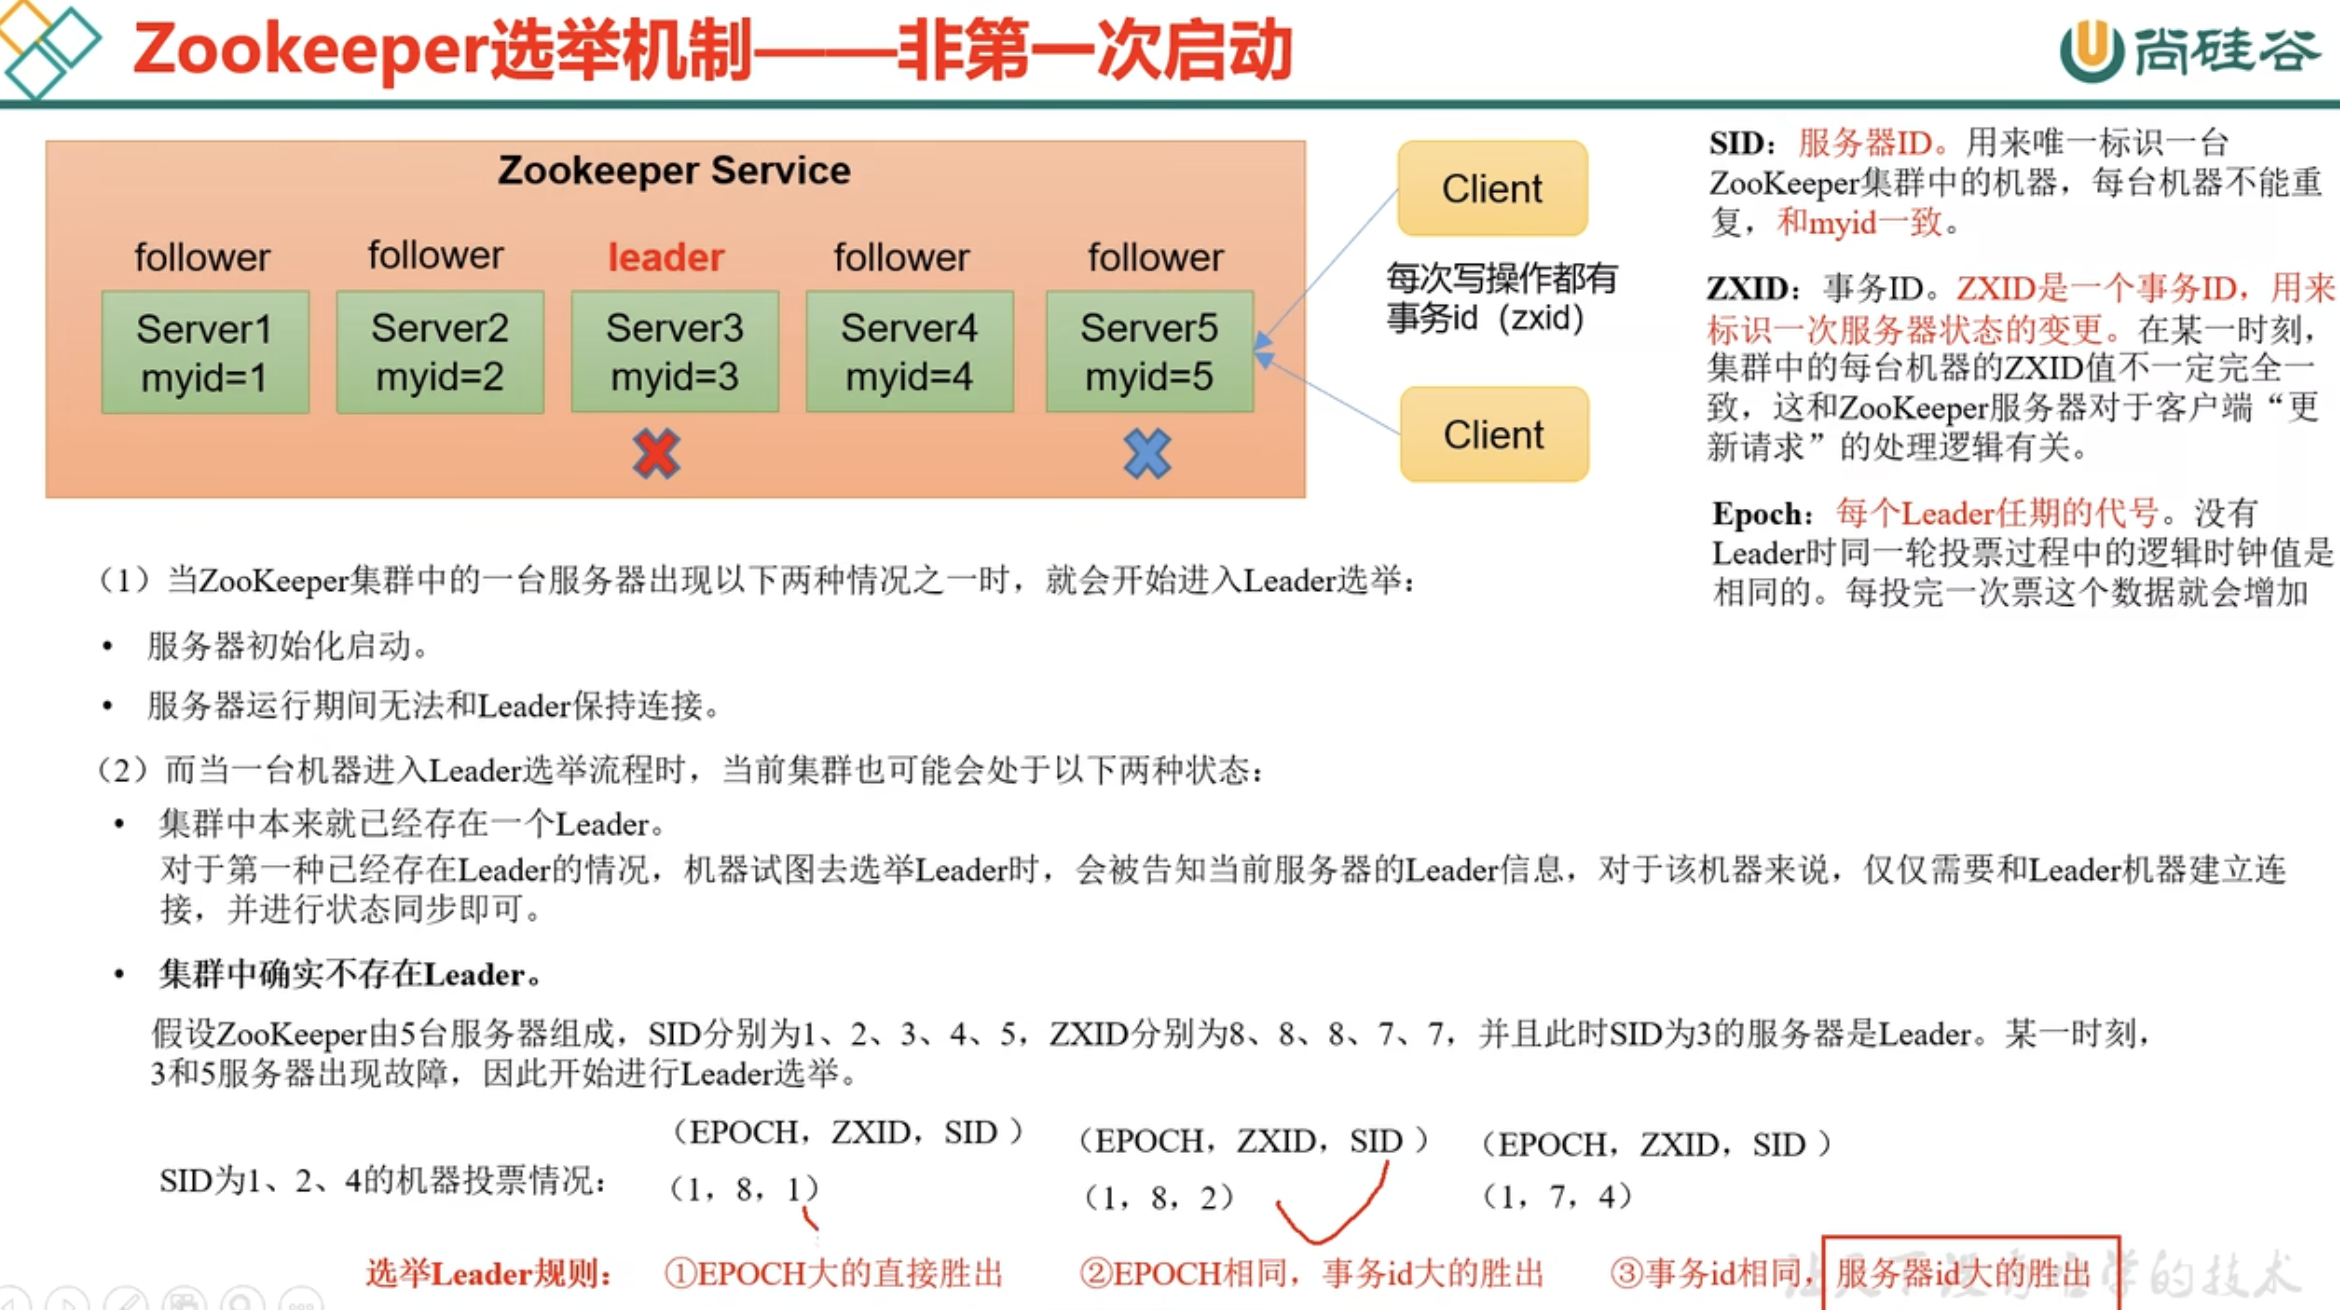 Zookeeper选举机制——非第一次启动
尚硅谷
Zookeeper Service
follower
follower
leader
follower
follower
Server1
myid=1
Server2
myid=2
Server3
myid=3
Server4
myid=4
Server5
myid=5
Client
每次写操作都有
事务id（zxid）
Client
SID：服务器ID。用来唯一标识一台
ZooKeeper集群中的机器，每台机器不能重
复，和myid一致。
ZXID：事务ID。ZXID是一个事务ID，用来
标识一次服务器状态的变更。在某一时刻，
集群中的每台机器的ZXID值不一定完全一
致，这和ZooKeeper服务器对于客户端“更
新请求”的处理逻辑有关。
Epoch：每个Leader任期的代号。没有
Leader时同一轮投票过程中的逻辑时钟值是
相同的。每投完一次票这个数据就会增加
（1）当ZooKeeper集群中的一台服务器出现以下两种情况之一时，就会开始进入Leader选举：
• 服务器初始化启动。
• 服务器运行期间无法和Leader保持连接。
（2）而当一台机器进入Leader选举流程时，当前集群也可能会处于以下两种状态：
• 集群中本来就已经存在一个Leader。
对于第一种已经存在Leader的情况，机器试图去选举Leader时，会被告知当前服务器的Leader信息，对于该机器来说，仅仅需要和Leader机器建立连
接，并进行状态同步即可。
• 集群中确实不存在Leader。
假设ZooKeeper由5台服务器组成，SID分别为1、2、3、4、5，ZXID分别为8、8、8、7、7，并且此时SID为3的服务器是Leader。某一时刻，
3和5服务器出现故障，因此开始进行Leader选举。
（EPOCH，ZXID，SID ）
（EPOCH，ZXID，SID ）
（EPOCH，ZXID，SID ）
SID为1、2、4的机器投票情况：
（1，8，1）
（1，8，2）
（1，7，4）
选举Leader规则：
①EPOCH大的直接胜出
②EPOCH相同，事务id大的胜出
③事务id相同，服务器id大的胜出
的技术